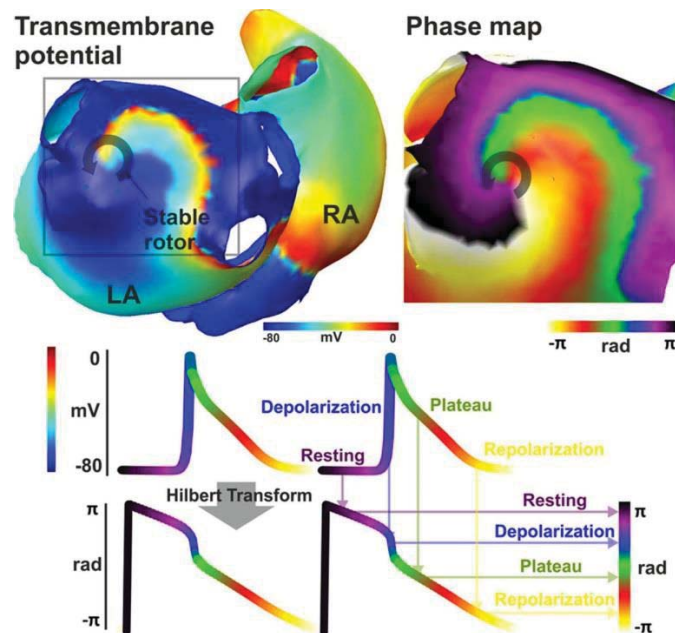 Transmembrane
potential
Phase map
Stable
rotor
LA
RA
-80 mV 0
-π rad π
0
mV
-80
Depolarization
Plateau
Resting
Repolarization
Hilbert Transform
π
rad
-π
Resting
Depolarization
Plateau
Repolarization
π
rad
-π